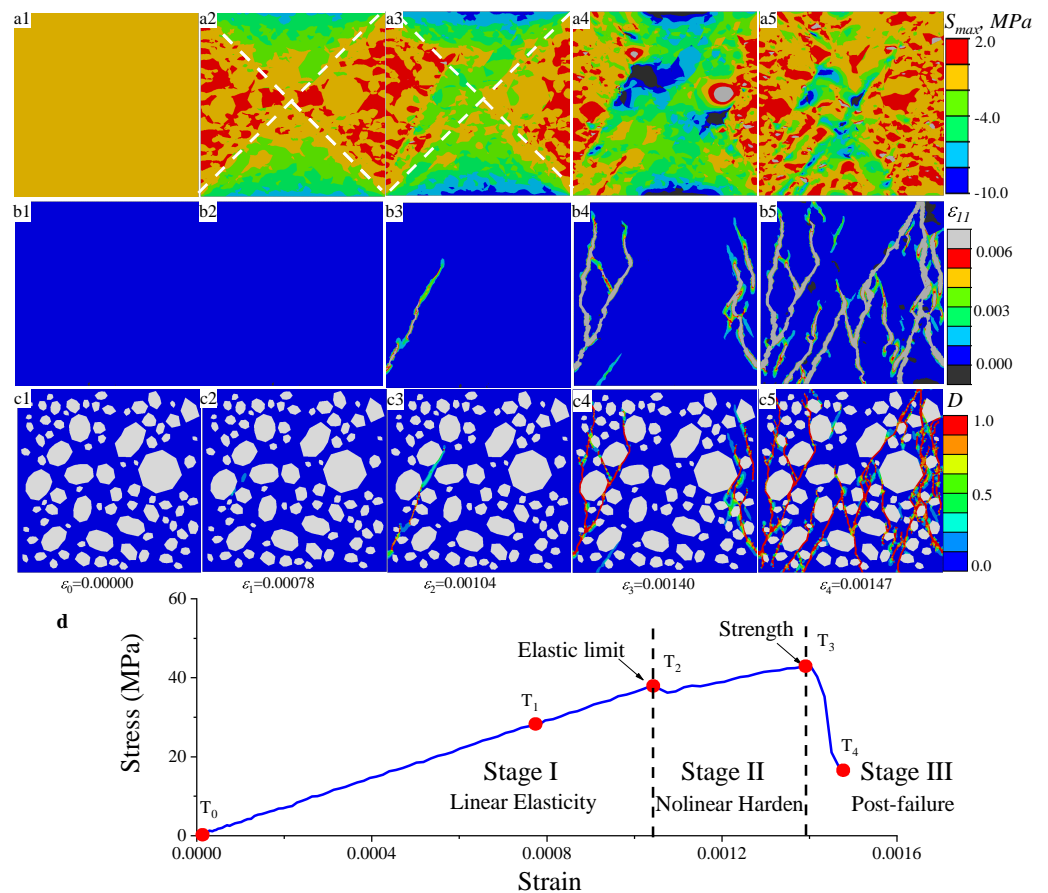 a1 a2 a3 a4 a5 S_max, MPa
2.0
-4.0
-10.0
b1 b2 b3 b4 b5 ε_11
0.006
0.003
0.000
c1 c2 c3 c4 c5 D
1.0
0.5
0.0
ε_0=0.00000 ε_1=0.00078 ε_2=0.00104 ε_3=0.00140 ε_4=0.00147
d
60
40
20
0
Stress (MPa)
Elastic limit
Strength
T_0
T_1
T_2
T_3
T_4
Stage I
Linear Elasticity
Stage II
Nolinear Harden
Stage III
Post-failure
0.0000 0.0004 0.0008 0.0012 0.0016
Strain